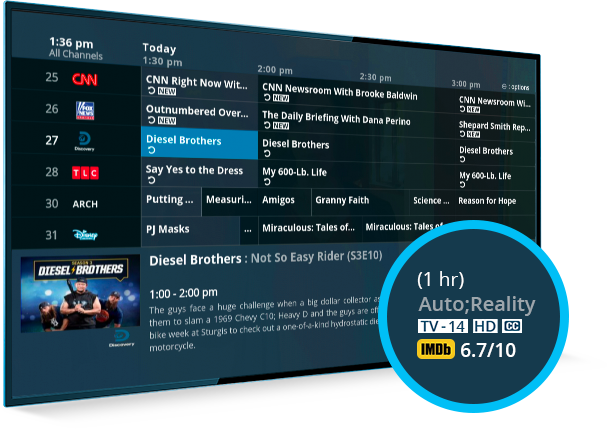 1:36 pm
All Channels
Today
1:30 pm
2:00 pm
2:30 pm
3:00 pm
: options
25
CNN
CNN Right Now Wit...
NEW
CNN Newsroom With Brooke Baldwin
NEW
CNN Newsroom Wi...
NEW
26
FOX
NEWS
Outnumbered Over...
NEW
The Daily Briefing With Dana Perino
NEW
Shepard Smith Rep...
NEW
27
Discovery
Diesel Brothers
Diesel Brothers
Diesel Brothers
28
TLC
Say Yes to the Dress
My 600-Lb. Life
My 600-Lb. Life
30
ARCH
Putting ...
Measuri...
Amigos
Granny Faith
Science ...
Reason for Hope
31
Disney
PJ Masks
...
Miraculous: Tales of...
Miraculous: Tales of...
DIESEL BROTHERS
Discovery
Diesel Brothers : Not So Easy Rider (S3E10)
1:00 - 2:00 pm
The guys face a huge challenge when a big dollar collector as
them to slam a 1969 Chevy C10; Heavy D and the guys are off
bike week at Sturgis to check out a one-of-a-kind hydrostatic die
motorcycle.
(1 hr)
Auto;Reality
TV-14 HD CC
IMDb 6.7/10